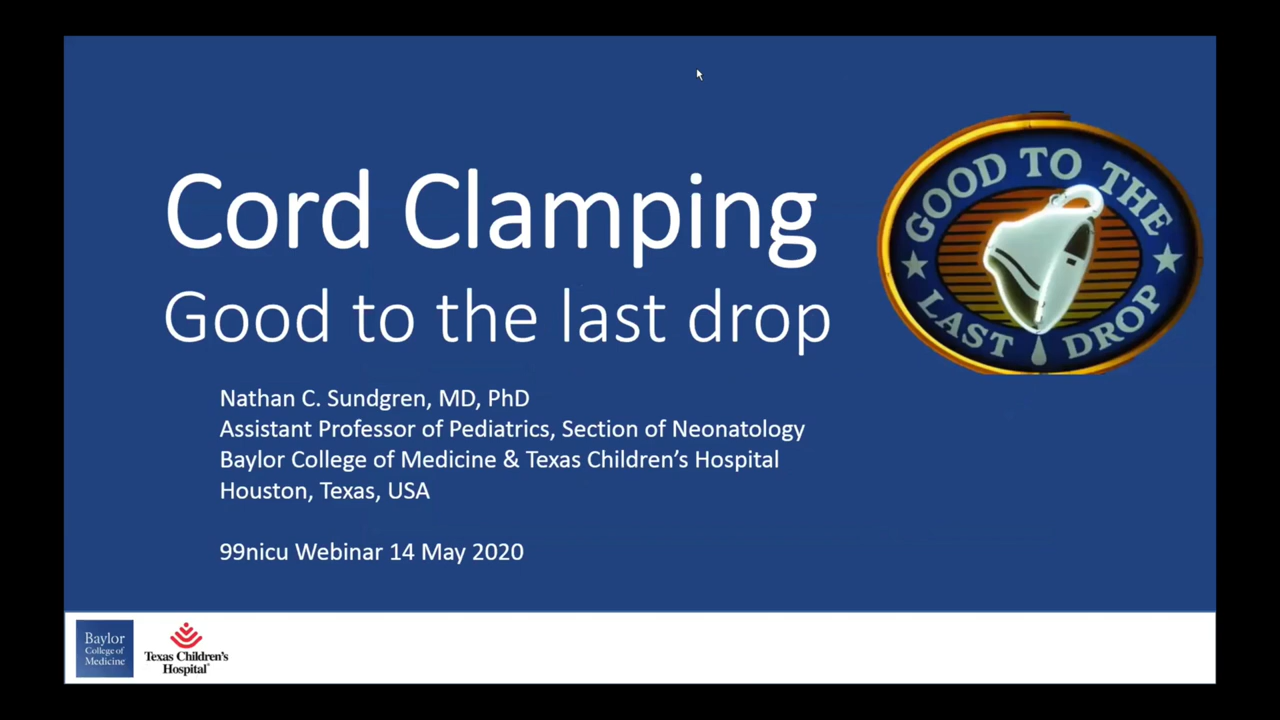 Cord Clamping
Good to the last drop
GOOD TO THE
LAST DROP
Nathan C. Sundgren, MD, PhD
Assistant Professor of Pediatrics, Section of Neonatology
Baylor College of Medicine & Texas Children's Hospital
Houston, Texas, USA
99nicu Webinar 14 May 2020
Baylor
College of
Medicine
Texas Children's
Hospital®